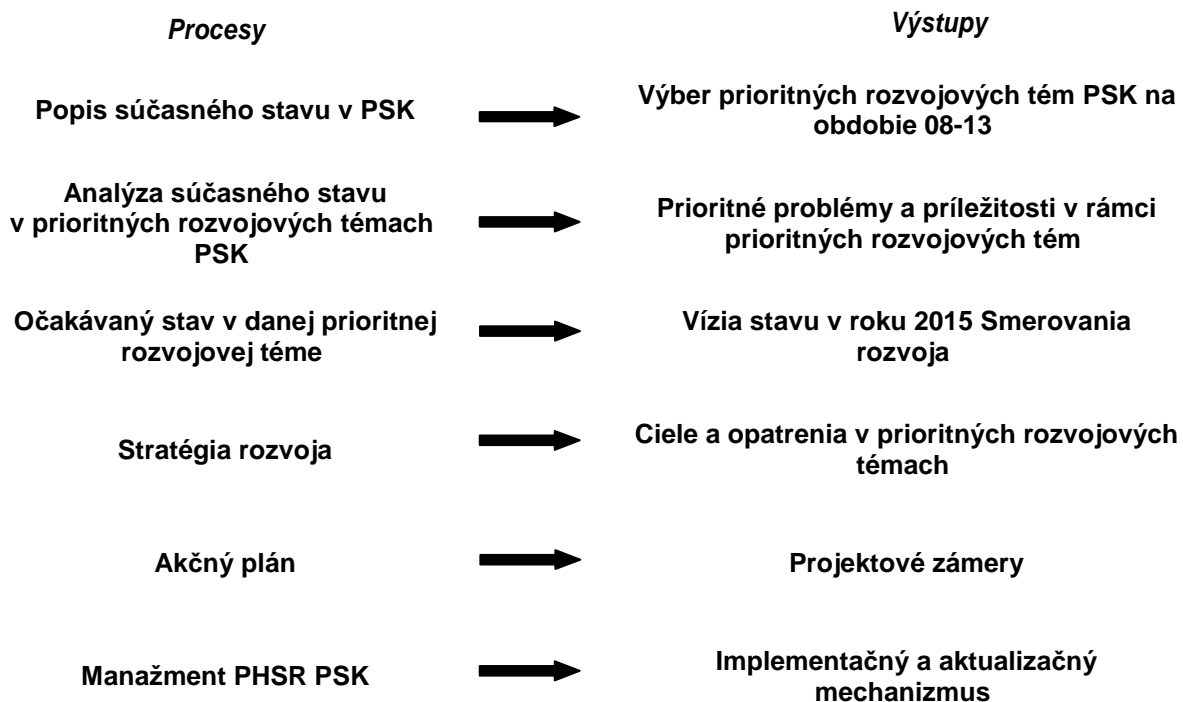 Procesy
Výstupy
Popis súčasného stavu v PSK
Výber prioritných rozvojových tém PSK na
obdobie 08-13
Analýza súčasného stavu
v prioritných rozvojových témach
PSK
Prioritné problémy a príležitosti v rámci
prioritných rozvojových tém
Očakávaný stav v danej prioritnej
rozvojovej téme
Vízia stavu v roku 2015 Smerovania
rozvoja
Stratégia rozvoja
Ciele a opatrenia v prioritných rozvojových
témach
Akčný plán
Projektové zámery
Manažment PHSR PSK
Implementačný a aktualizačný
mechanizmus